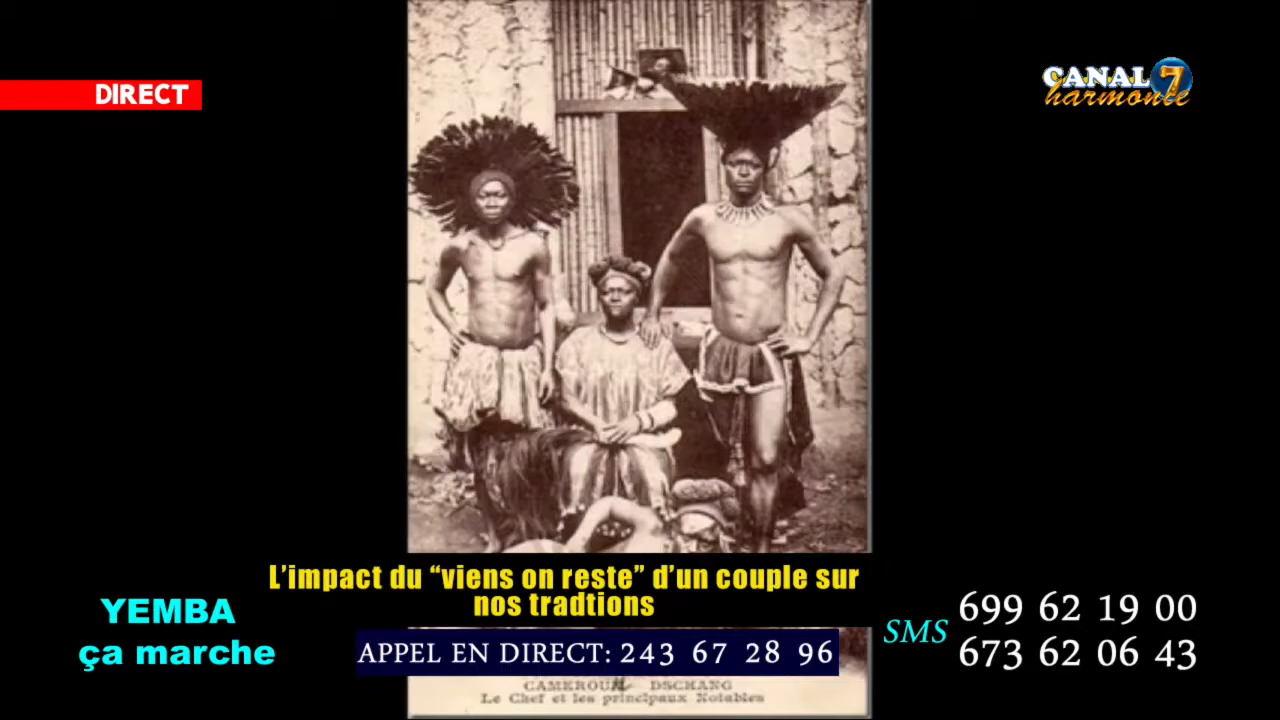 DIRECT
CANAL 7
harmonie
L'impact du “viens on reste” d'un couple sur
nos tradtions
YEMBA
ça marche
APPEL EN DIRECT: 243 67 28 96
SMS
699 62 19 00
673 62 06 43
CAMEROUN DSCHANG
Le Chef et les principaux Notables